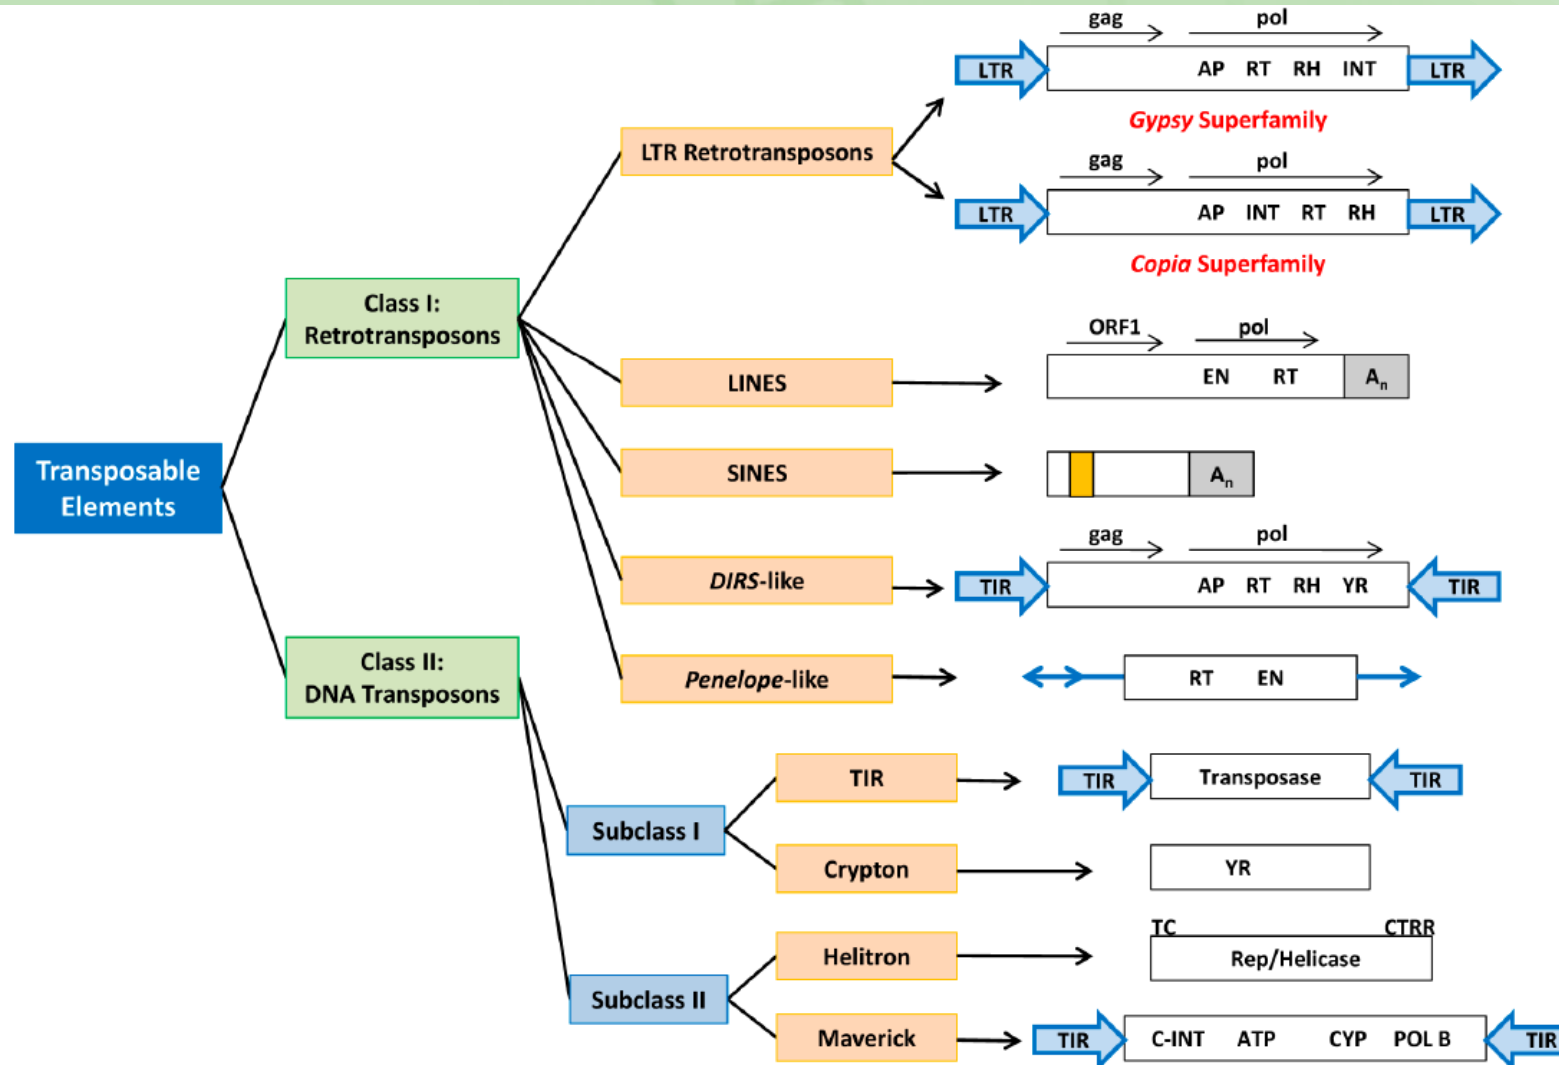 gag pol
LTR AP RT RH INT LTR
Gypsy Superfamily
LTR Retrotransposons
gag pol
LTR AP INT RT RH LTR
Copia Superfamily
Class I:
Retrotransposons
ORF1 pol
LINES
EN RT An
Transposable
Elements
SINES
An
gag pol
DIRS-like
TIR AP RT RH YR TIR
Class II:
DNA Transposons
Penelope-like
RT EN
TIR
TIR Transposase TIR
Subclass I
Crypton
YR
TC CTRR
Helitron
Rep/Helicase
Subclass II
Maverick
TIR C-INT ATP CYP POL B TIR